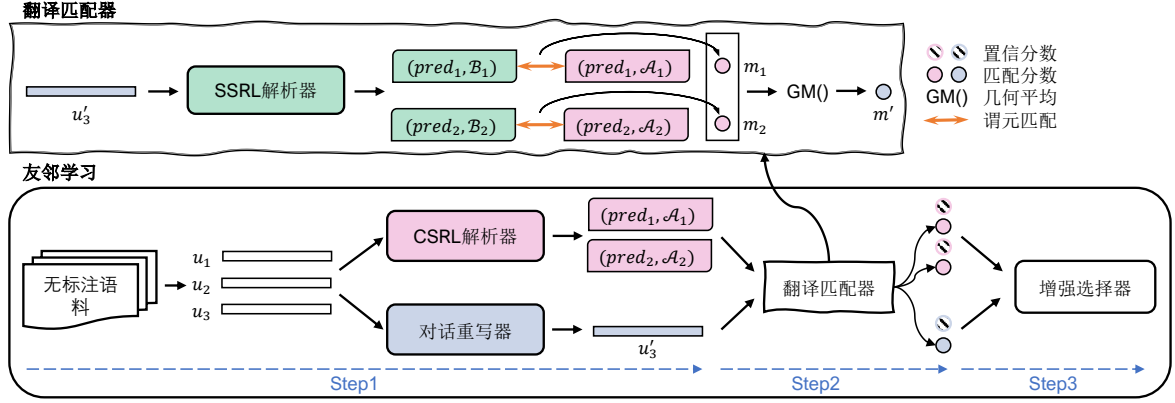 翻译匹配器
u′₃
SSRL解析器
(pred₁, ℬ₁)
(pred₁, 𝒜₁)
(pred₂, ℬ₂)
(pred₂, 𝒜₂)
m₁
m₂
GM()
m′
置信分数
匹配分数
GM() 几何平均
谓元匹配
友邻学习
无标注语
料
u₁
u₂
u₃
CSRL解析器
对话重写器
(pred₁, 𝒜₁)
(pred₂, 𝒜₂)
u′₃
翻译匹配器
增强选择器
Step1
Step2
Step3